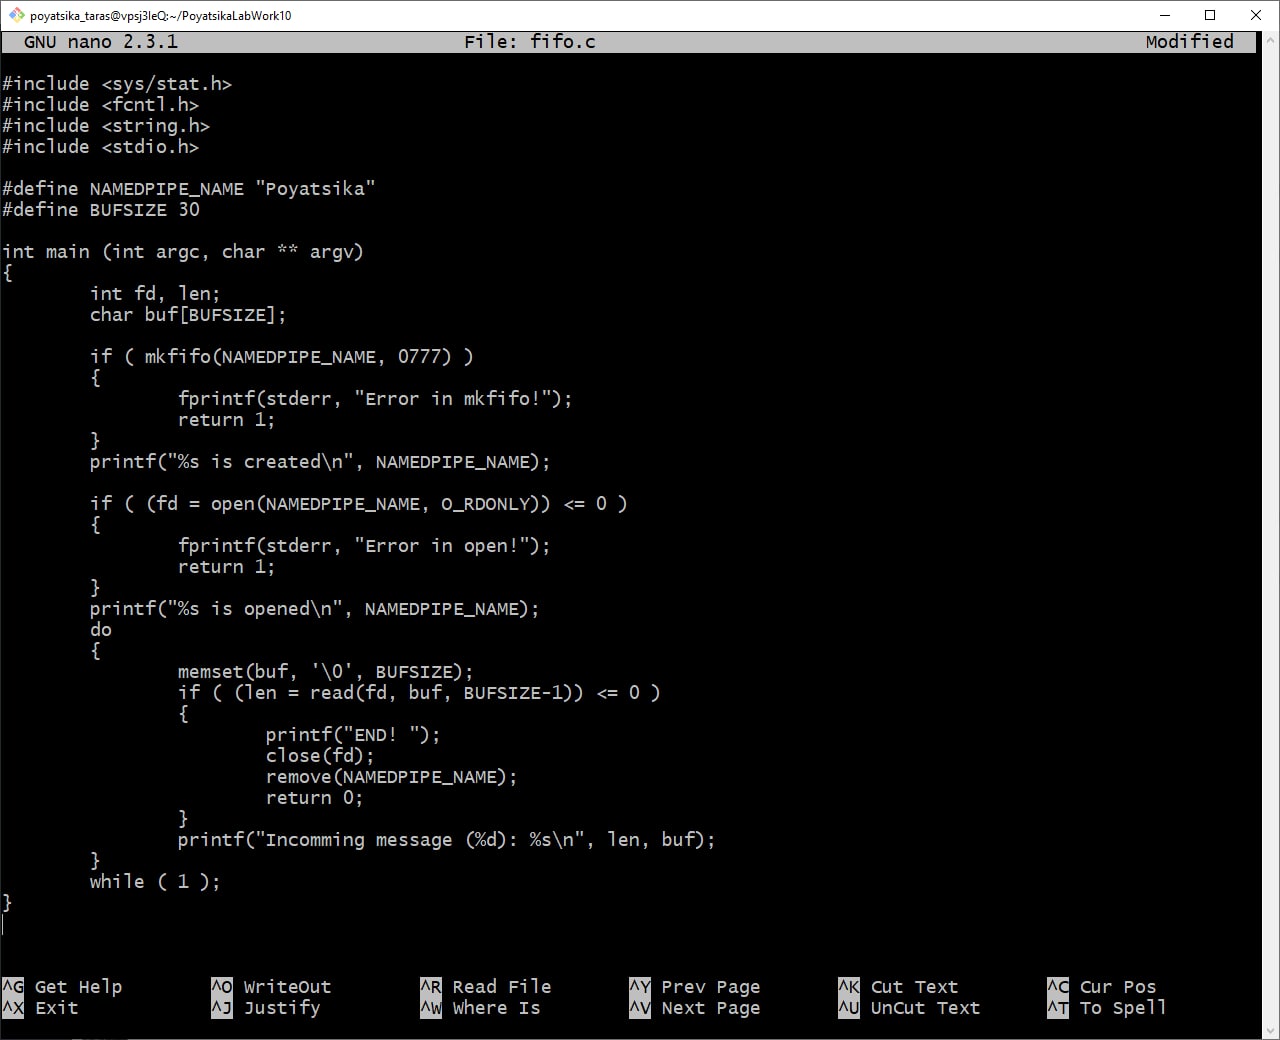 poyatsika_taras@vpsj3leQ:~/PoyatsikaLabWork10
GNU nano 2.3.1 File: fifo.c Modified
#include <sys/stat.h>
#include <fcntl.h>
#include <string.h>
#include <stdio.h>
#define NAMEDPIPE_NAME "Poyatsika"
#define BUFSIZE 30
int main (int argc, char ** argv)
{
int fd, len;
char buf[BUFSIZE];
if ( mkfifo(NAMEDPIPE_NAME, 0777) )
{
fprintf(stderr, "Error in mkfifo!");
return 1;
}
printf("%s is created\n", NAMEDPIPE_NAME);
if ( (fd = open(NAMEDPIPE_NAME, O_RDONLY)) <= 0 )
{
fprintf(stderr, "Error in open!");
return 1;
}
printf("%s is opened\n", NAMEDPIPE_NAME);
do
{
memset(buf, '\0', BUFSIZE);
if ( (len = read(fd, buf, BUFSIZE-1)) <= 0 )
{
printf("END! ");
close(fd);
remove(NAMEDPIPE_NAME);
return 0;
}
printf("Incomming message (%d): %s\n", len, buf);
}
while ( 1 );
}
^G Get Help ^O WriteOut ^R Read File ^Y Prev Page ^K Cut Text ^C Cur Pos
^X Exit ^J Justify ^W Where Is ^V Next Page ^U UnCut Text ^T To Spell